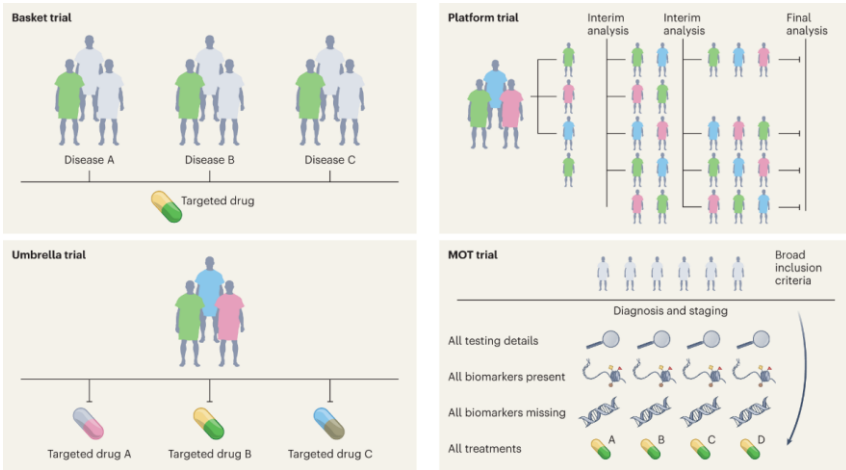 Basket trial
Disease A
Disease B
Disease C
Targeted drug
Platform trial
Interim
analysis
Interim
analysis
Final
analysis
Umbrella trial
Targeted drug A
Targeted drug B
Targeted drug C
MOT trial
Broad
inclusion
criteria
Diagnosis and staging
All testing details
All biomarkers present
All biomarkers missing
All treatments
A
B
C
D